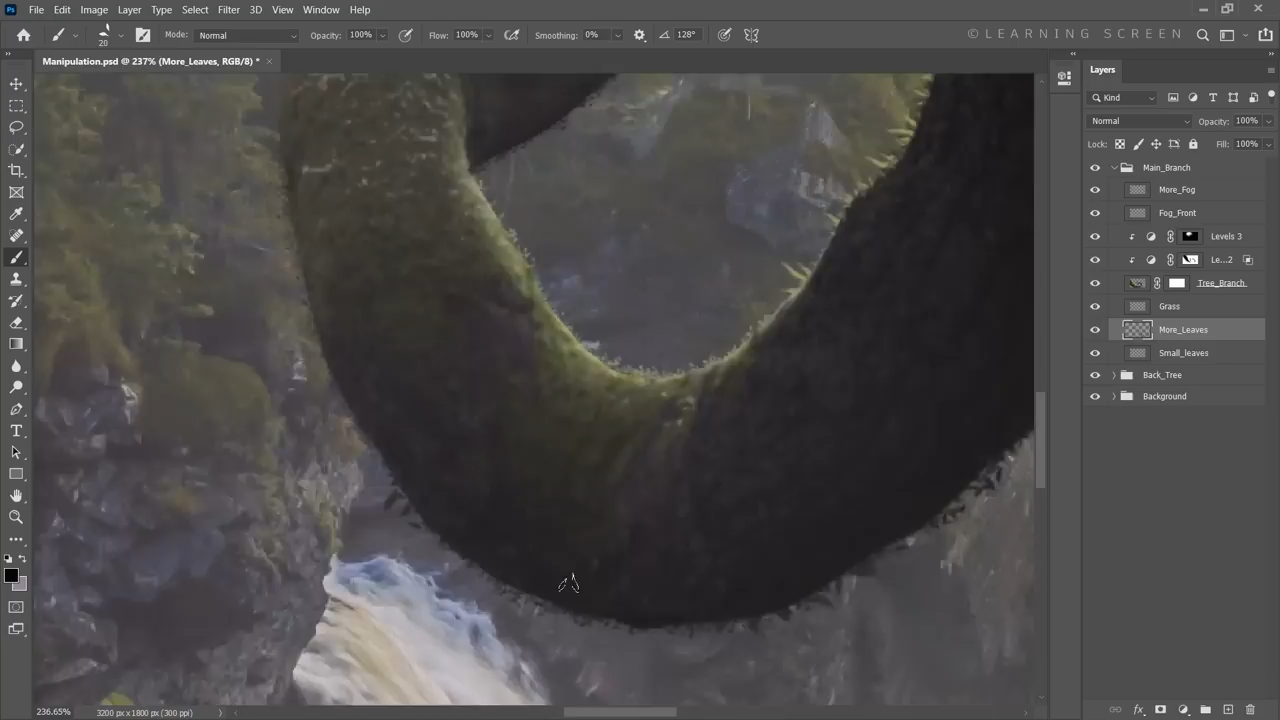 Ps File Edit Image Layer Type Select Filter 3D View Window Help
20 Mode: Normal Opacity: 100% Flow: 100% Smoothing: 0% 128° © LEARNING SCREEN
Manipulation.psd @ 237% (More_Leaves, RGB/8) *
Layers
Kind
Normal Opacity: 100%
Lock: Fill: 100%
Main_Branch
More_Fog
Fog_Front
Levels 3
Le...2
Tree_Branch
Grass
More_Leaves
Small_leaves
Back_Tree
Background
236.65% 3200 px x 1800 px (300 ppi)